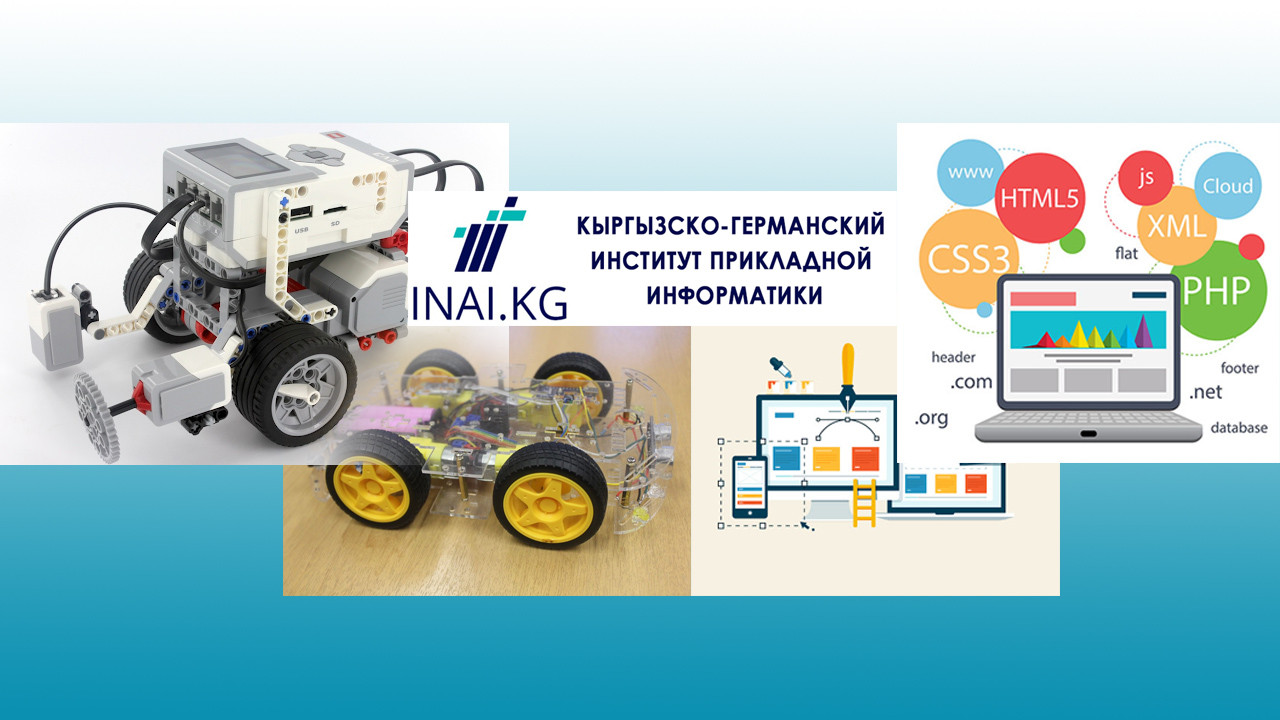 USB
SD
INAI.KG
КЫРГЫЗСКО-ГЕРМАНСКИЙ
ИНСТИТУТ ПРИКЛАДНОЙ
ИНФОРМАТИКИ
www
HTML5
CSS3
js
Cloud
XML
flat
PHP
header
.com
.org
footer
.net
database